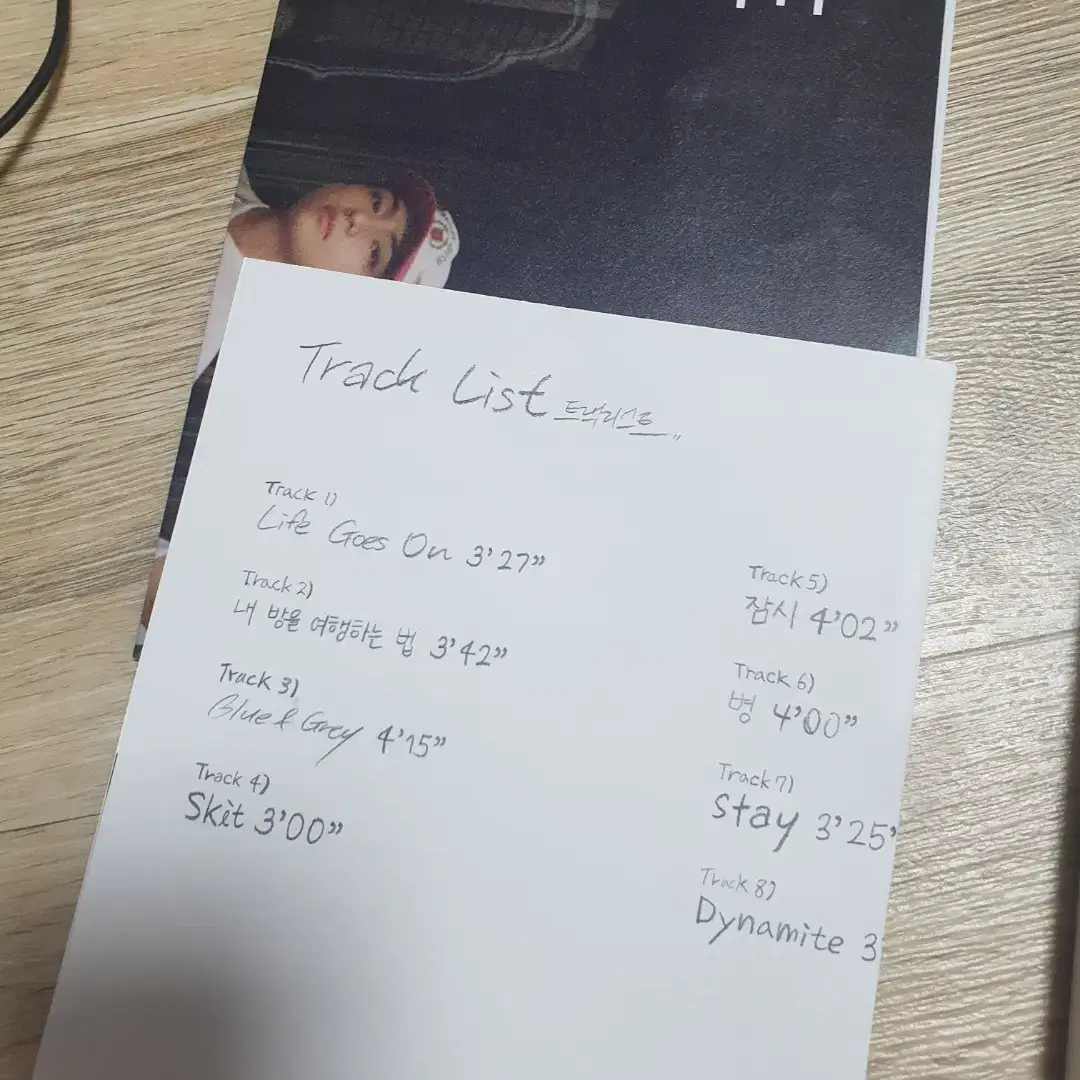 Track List 트랙리스트
Track 1)
Life Goes On 3'27"
Track 2)
내 방을 여행하는 법 3'42"
Track 3)
Blue & Grey 4'15"
Track 4)
Skit 3'00"
Track 5)
잠시 4'02"
Track 6)
병 4'00"
Track 7)
Stay 3'25"
Track 8)
Dynamite 3